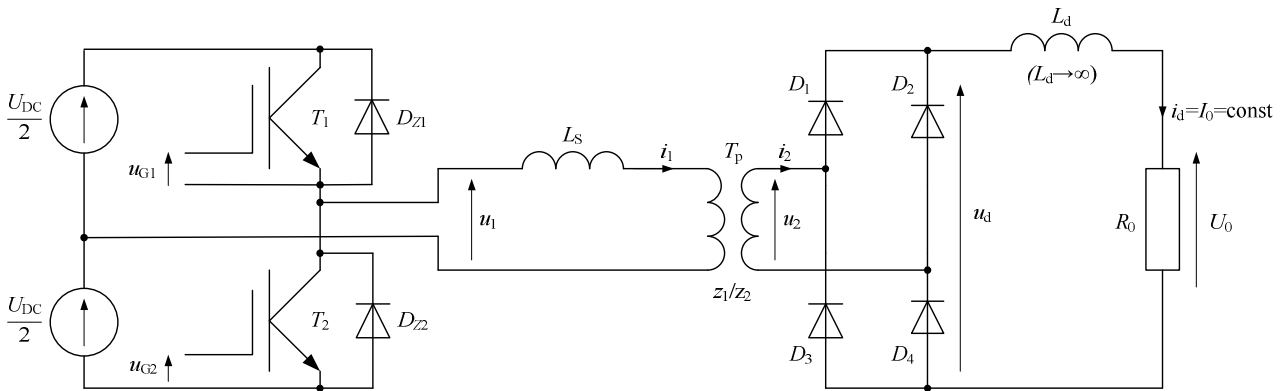 L_d
(L_d→∞)
U_DC
2
T_1
D_Z1
u_G1
D_1
D_2
i_d=I_0=const
L_S
i_1
T_p
i_2
u_1
u_2
u_d
R_0
U_0
z_1/z_2
U_DC
2
T_2
D_Z2
u_G2
D_3
D_4